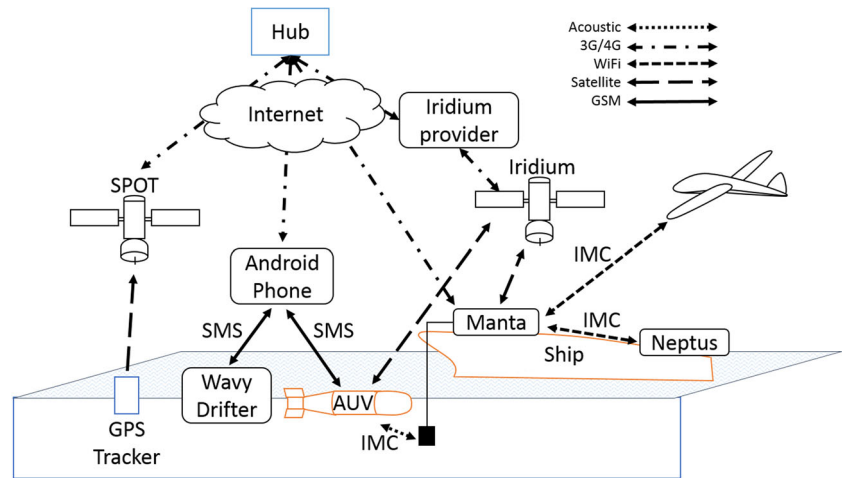 Hub
Acoustic
3G/4G
WiFi
Satellite
GSM
Internet
Iridium
provider
SPOT
Iridium
IMC
Android
Phone
SMS
SMS
Manta
IMC
Ship
Neptus
Wavy
Drifter
AUV
GPS
Tracker
IMC